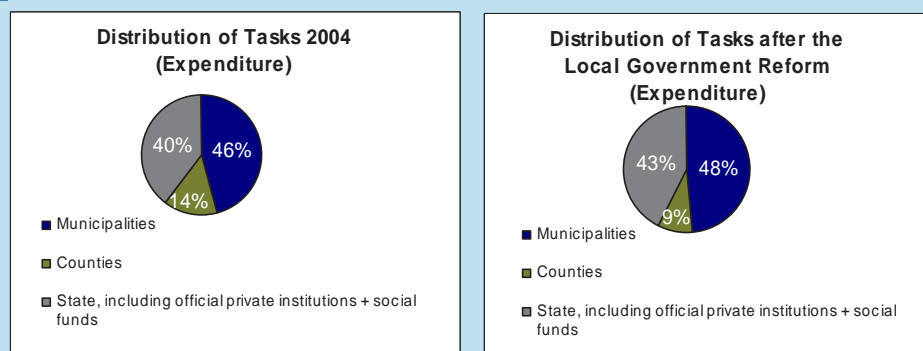 Distribution of Tasks 2004
(Expenditure)
40%
46%
14%
Municipalities
Counties
State, including official private institutions + social
funds
Distribution of Tasks after the
Local Government Reform
(Expenditure)
43%
48%
9%
Municipalities
Counties
State, including official private institutions + social
funds